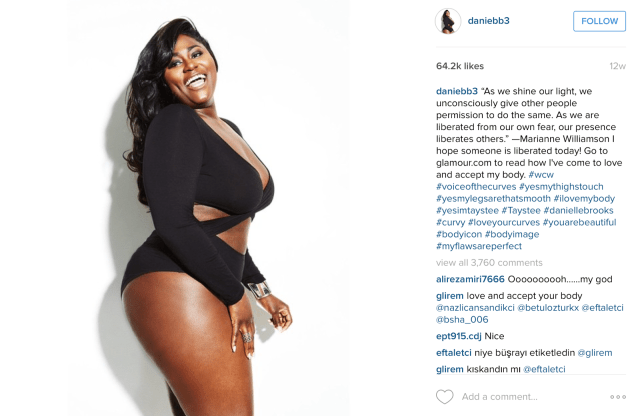 daniebb3
FOLLOW
64.2k likes 12w
daniebb3 “As we shine our light, we
unconsciously give other people
permission to do the same. As we are
liberated from our own fear, our presence
liberates others.” —Marianne Williamson I
hope someone is liberated today! Go to
glamour.com to read how I've come to love
and accept my body. #wcw
#voiceofthecurves #yesmythighstouch
#yesmylegsarethatsmooth #ilovemybody
#yesimtaystee #Taystee #daniellebrooks
#curvy #loveyourcurves #youarebeautiful
#bodyicon #bodyimage
#myflawsareperfect
view all 3,760 comments
alirezamiri7666 Oooooooooh......my god
glirem love and accept your body
@nazlicansandikci @betulozturkx @eftaletci
@bsha_006
ept915.cdj Nice
eftaletci niye büşrayı etiketledin @glirem
glirem kıskandın mı @eftaletci
Add a comment...